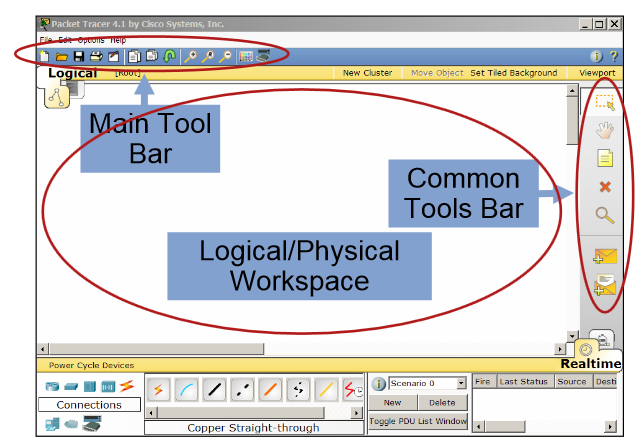 Packet Tracer 4.1 by Cisco Systems, Inc.
File Edit Options Help
Logical [Root] New Cluster Move Object Set Tiled Background Viewport
Main Tool
Bar
Common
Tools Bar
Logical/Physical
Workspace
Realtime
Power Cycle Devices
Scenario 0 Fire Last Status Source Desti
Connections
New Delete
Toggle PDU List Window
Copper Straight-through